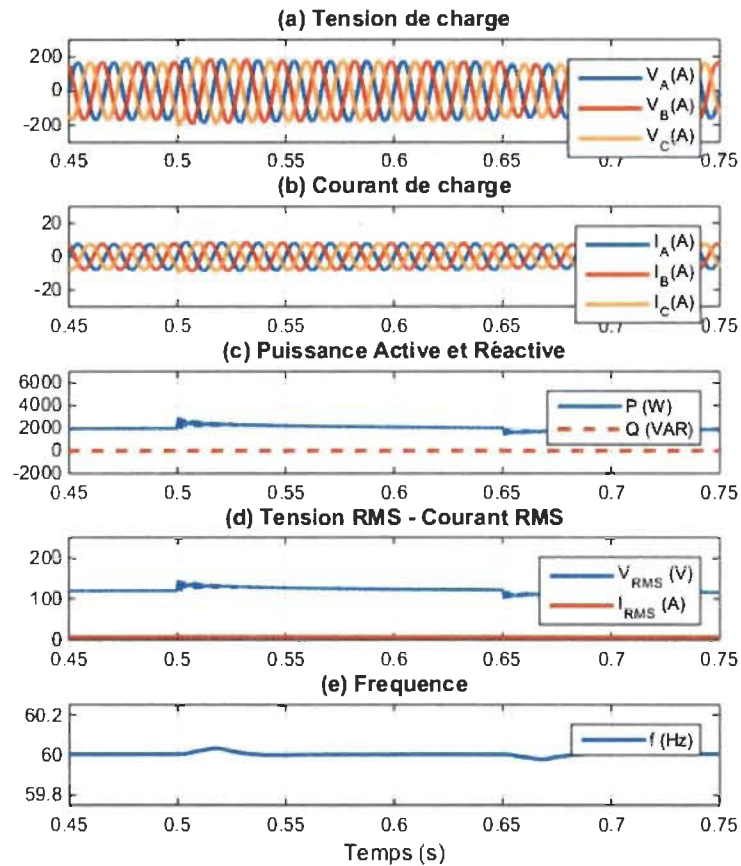 (a) Tension de charge
200
0
-200
V_A(A)
V_B(A)
V_C(A)
0.45 0.5 0.55 0.6 0.65 0.7 0.75
(b) Courant de charge
20
0
-20
I_A(A)
I_B(A)
I_C(A)
0.45 0.5 0.55 0.6 0.65 0.7 0.75
(c) Puissance Active et Réactive
6000
4000
2000
0
-2000
P (W)
Q (VAR)
0.45 0.5 0.55 0.6 0.65 0.7 0.75
(d) Tension RMS - Courant RMS
200
100
0
V_RMS (V)
I_RMS (A)
0.45 0.5 0.55 0.6 0.65 0.7 0.75
(e) Frequence
60.2
60
59.8
f (Hz)
0.45 0.5 0.55 0.6 0.65 0.7 0.75
Temps (s)